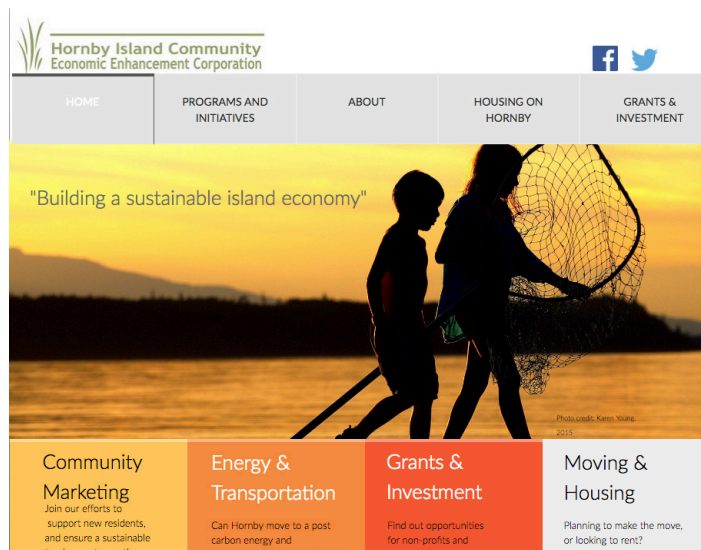 Hornby Island Community
Economic Enhancement Corporation
HOME
PROGRAMS AND
INITIATIVES
ABOUT
HOUSING ON
HORNBY
GRANTS &
INVESTMENT
"Building a sustainable island economy"
Photo credit: Karen Young,
2015
Community
Marketing
Join our efforts to
support new residents,
and ensure a sustainable
Energy &
Transportation
Can Hornby move to a post
carbon energy and
Grants &
Investment
Find out opportunities
for non-profits and
Moving &
Housing
Planning to make the move,
or looking to rent?